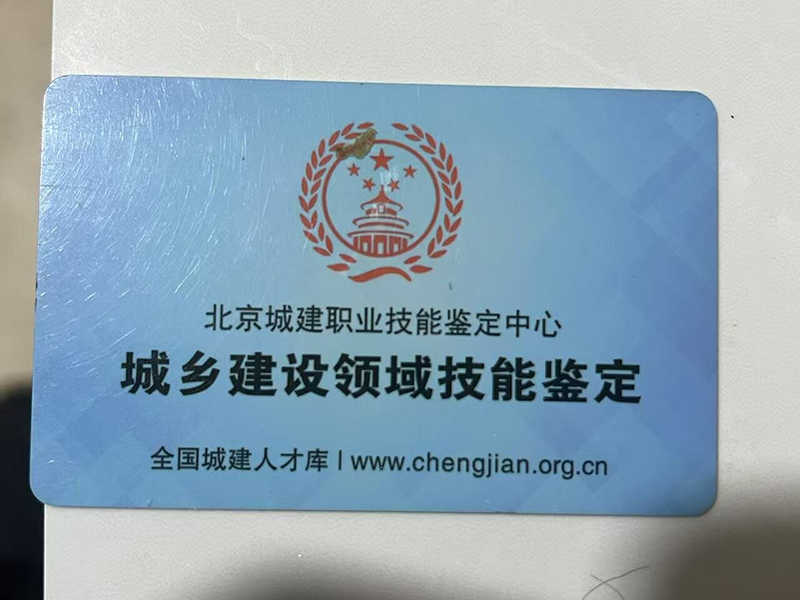 北京城建职业技能鉴定中心
城乡建设领域技能鉴定
全国城建人才库 | www.chengjian.org.cn